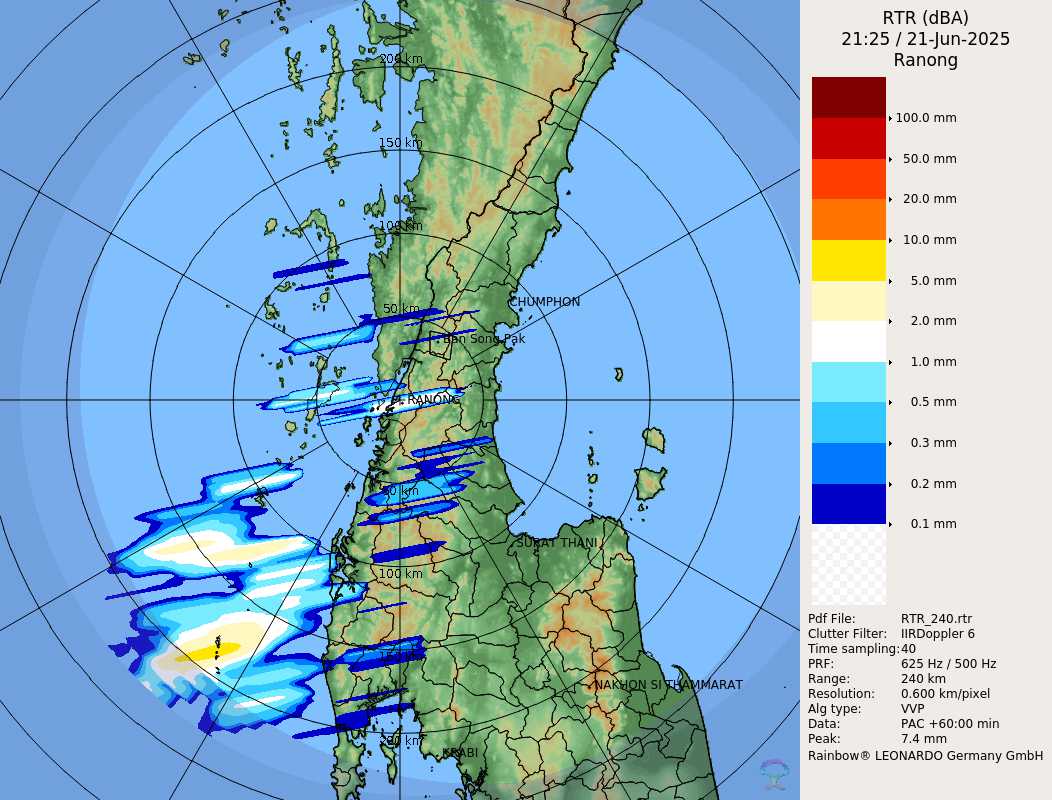 RTR (dBA)
21:25 / 21-Jun-2025
Ranong
100.0 mm
50.0 mm
20.0 mm
10.0 mm
5.0 mm
2.0 mm
1.0 mm
0.5 mm
0.3 mm
0.2 mm
0.1 mm
Pdf File: RTR_240.rtr
Clutter Filter: IIRDoppler 6
Time sampling:40
PRF: 625 Hz / 500 Hz
Range: 240 km
Resolution: 0.600 km/pixel
Alg type: VVP
Data: PAC +60:00 min
Peak: 7.4 mm
Rainbow® LEONARDO Germany GmbH
200 km
150 km
100 km
50 km
CHUMPHON
Ban Song Pak
RANONG
50 km
SURAT THANI
100 km
150 km
NAKHON SI THAMMARAT
200 km
KRABI